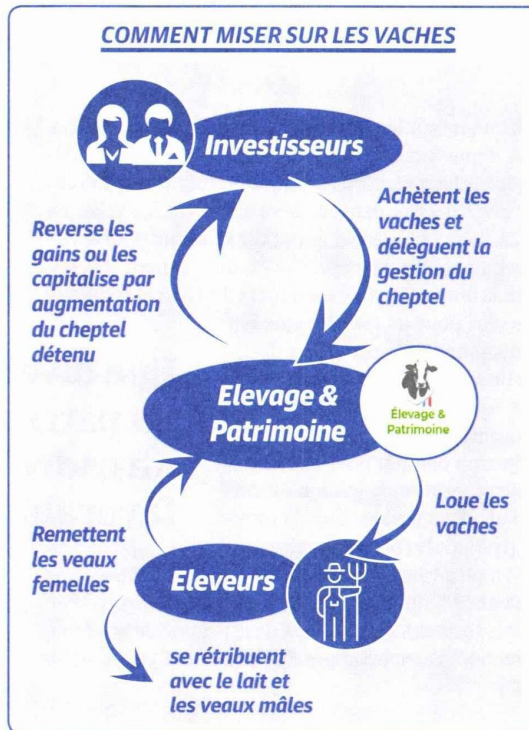 COMMENT MISER SUR LES VACHES
Investisseurs
Achètent les
vaches et
délèguent la
gestion du
cheptel
Reverse les
gains ou les
capitalise par
augmentation
du cheptel
détenu
Elevage &
Patrimoine
Élevage &
Patrimoine
Loue les
vaches
Remettent
les veaux
femelles
Eleveurs
se rétribuent
avec le lait et
les veaux mâles